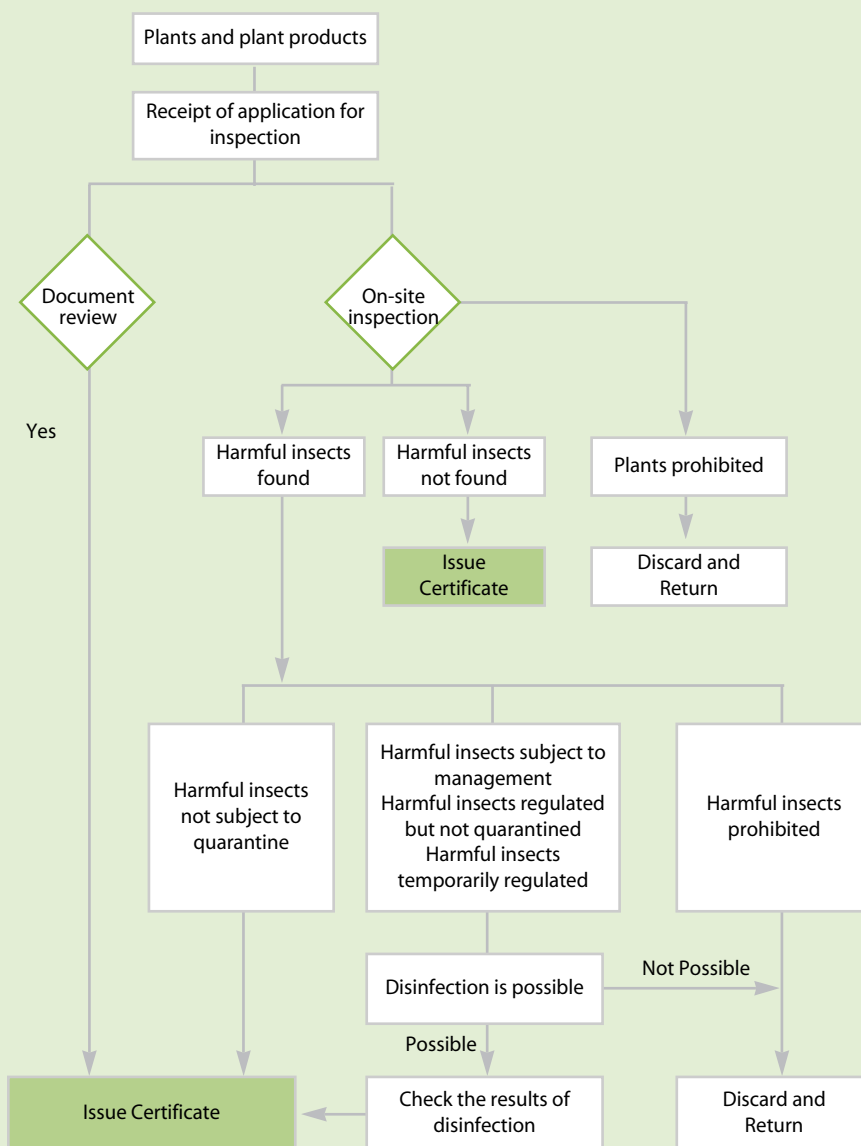 Plants and plant products
Receipt of application for
inspection
Document
review
On-site
inspection
Yes
Harmful insects
found
Harmful insects
not found
Plants prohibited
Issue
Certificate
Discard and
Return
Harmful insects
not subject to
quarantine
Harmful insects subject to
management
Harmful insects regulated
but not quarantined
Harmful insects
temporarily regulated
Harmful insects
prohibited
Disinfection is possible
Not Possible
Possible
Issue Certificate
Check the results of
disinfection
Discard and
Return